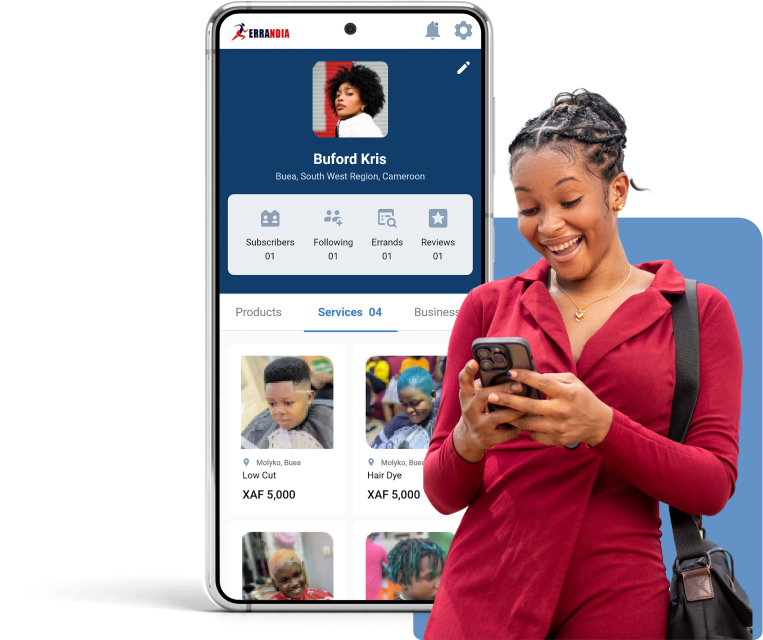 ERRANDIA
Buford Kris
Buea, South West Region, Cameroon
Subscribers Following Errands Reviews
01 01 01 01
Products Services 04 Business
Molyko, Buea Molyko, Buea
Low Cut Hair Dye
XAF 5,000 XAF 5,000